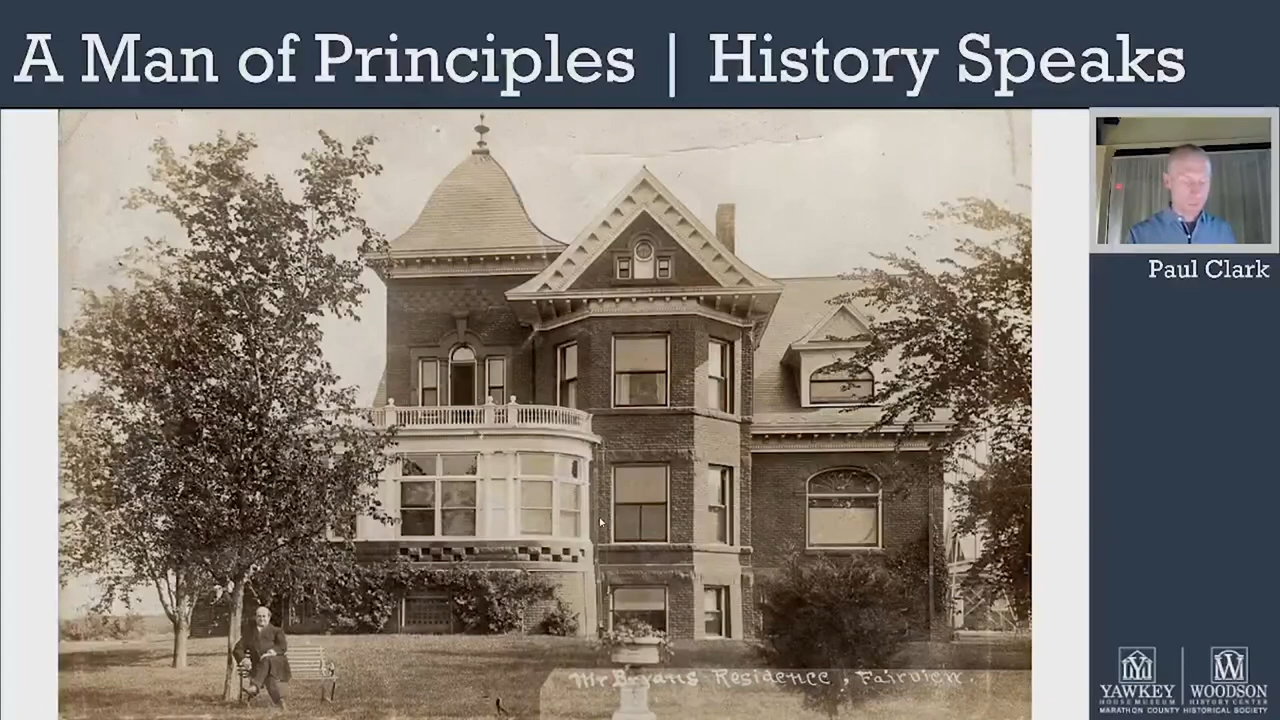 A Man of Principles | History Speaks
Paul Clark
Mr Bryans Residence, Fairview.
YAWKEY
HOUSE MUSEUM
WOODSON
HISTORY CENTER
MARATHON COUNTY HISTORICAL SOCIETY